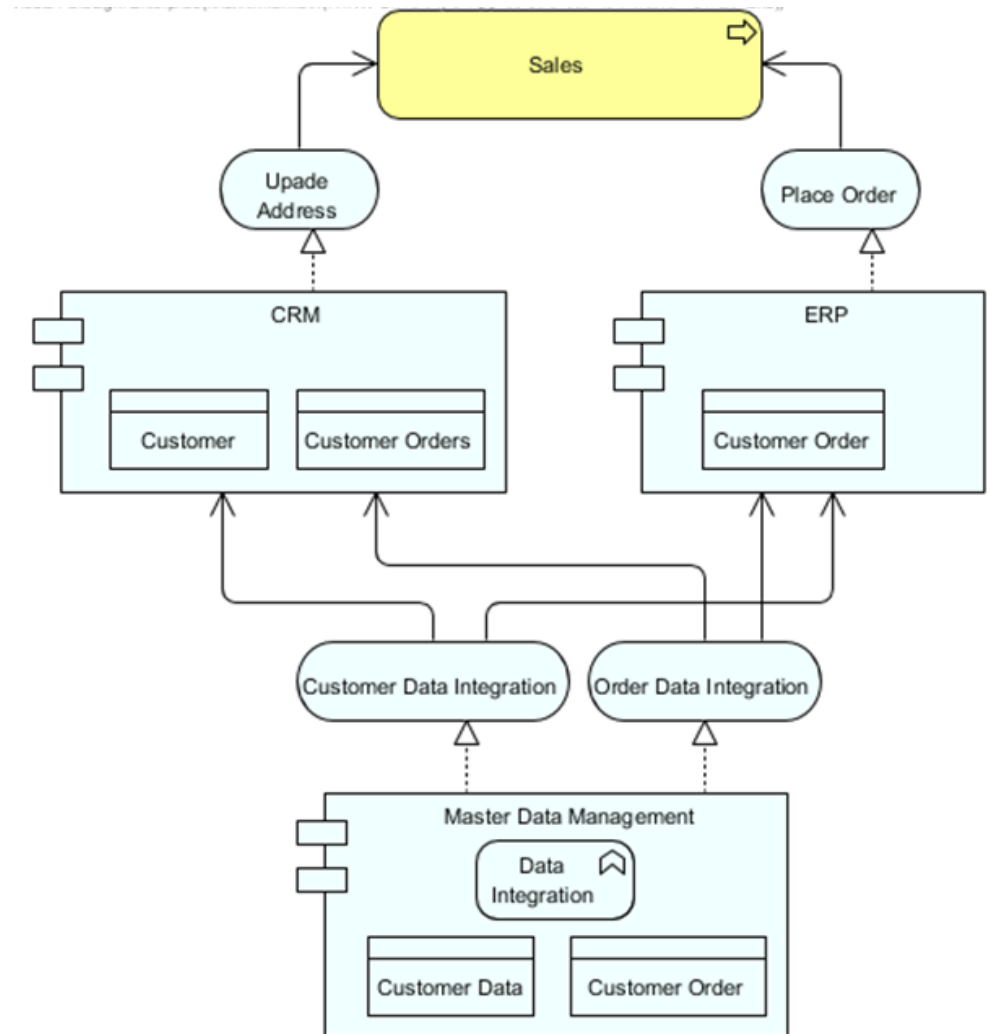 Sales
Upade
Address
Place Order
CRM
ERP
Customer
Customer Orders
Customer Order
Customer Data Integration
Order Data Integration
Master Data Management
Data
Integration
Customer Data
Customer Order